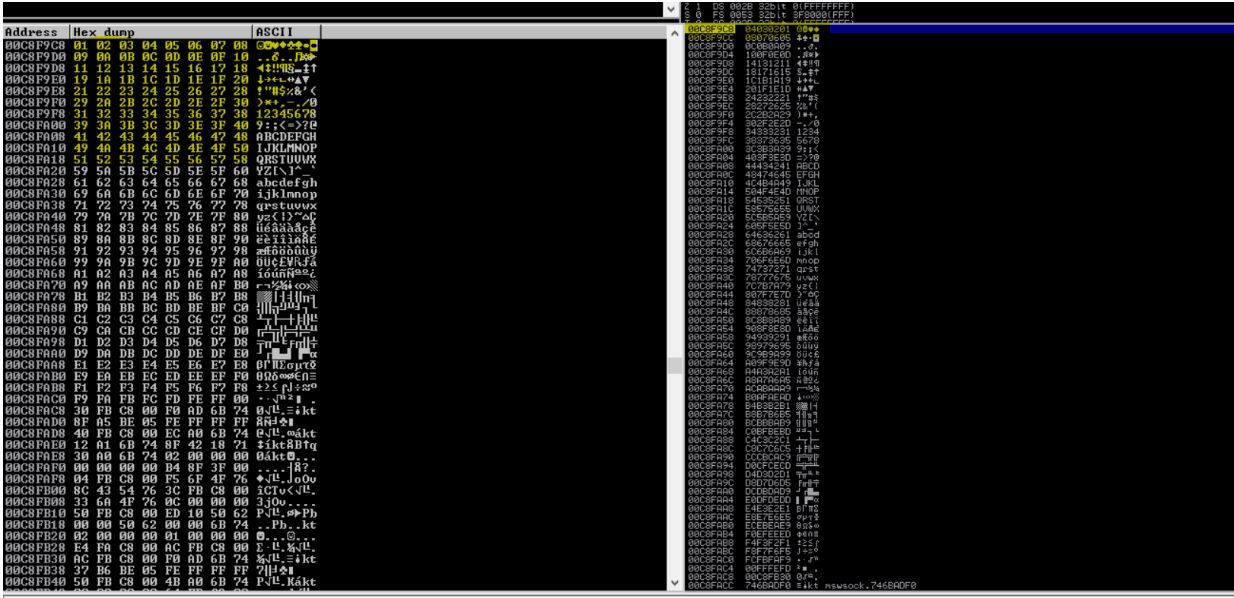 Address Hex dump ASCII
00C8F9C8 01 02 03 04 05 06 07 08
00C8F9D0 09 0A 0B 0C 0D 0E 0F 10
00C8F9D8 11 12 13 14 15 16 17 18
00C8F9E0 19 1A 1B 1C 1D 1E 1F 20
00C8F9E8 21 22 23 24 25 26 27 28 !"#$%&'(
00C8F9F0 29 2A 2B 2C 2D 2E 2F 30 )*+,-./0
00C8F9F8 31 32 33 34 35 36 37 38 12345678
00C8FA00 39 3A 3B 3C 3D 3E 3F 40 9:;<=>?@
00C8FA08 41 42 43 44 45 46 47 48 ABCDEFGH
00C8FA10 49 4A 4B 4C 4D 4E 4F 50 IJKLMNOP
00C8FA18 51 52 53 54 55 56 57 58 QRSTUVWX
00C8FA20 59 5A 5B 5C 5D 5E 5F 60 YZ[\]^_`
00C8FA28 61 62 63 64 65 66 67 68 abcdefgh
00C8FA30 69 6A 6B 6C 6D 6E 6F 70 ijklmnop
00C8FA38 71 72 73 74 75 76 77 78 qrstuvwx
00C8FA40 79 7A 7B 7C 7D 7E 7F 80 yz{|}~⌂Ç
00C8FA48 81 82 83 84 85 86 87 88 üéâäàåçê
00C8FA50 89 8A 8B 8C 8D 8E 8F 90 ëèïîìÄÅÉ
00C8FA58 91 92 93 94 95 96 97 98 æÆôöòûùÿ
00C8FA60 99 9A 9B 9C 9D 9E 9F A0 ÖÜ¢£¥₧ƒá
00C8FA68 A1 A2 A3 A4 A5 A6 A7 A8 íóúñѪº¿
00C8FA70 A9 AA AB AC AD AE AF B0 ⌐¬½¼¡«»░
00C8FA78 B1 B2 B3 B4 B5 B6 B7 B8 ▒▓│┤╡╢╖╕
00C8FA80 B9 BA BB BC BD BE BF C0 ╣║╗╝╜╛┐└
00C8FA88 C1 C2 C3 C4 C5 C6 C7 C8 ┴┬├─┼╞╟╚
00C8FA90 C9 CA CB CC CD CE CF D0 ╔╩╦╠═╬╧╨
00C8FA98 D1 D2 D3 D4 D5 D6 D7 D8 ╤╥╙╘╒╓╫╪
00C8FAA0 D9 DA DB DC DD DE DF E0 ┘┌█▄▌▐▀α
00C8FAA8 E1 E2 E3 E4 E5 E6 E7 E8 ßΓπΣσµτΦ
00C8FAB0 E9 EA EB EC ED EE EF F0 ΘΩδ∞φ∈∩≡
00C8FAB8 F1 F2 F3 F4 F5 F6 F7 F8 ±≥≤⌠⌡÷≈°
00C8FAC0 F9 FA FB FC FD FE FF 00
00C8FAC8 30 FB C8 00 F0 AD 6B 74 0√╚.≡¡kt
00C8FAD0 8F A5 BE 05 FE FF FF FF
00C8FAD8 40 FB C8 00 EC A0 6B 74 @√╚.∞ákt
00C8FAE0 12 A1 6B 74 8F 42 18 71 ↕íktÅB↑q
00C8FAE8 30 A0 6B 74 02 00 00 00
00C8FAF0 00 00 00 00 B4 8F 3F 00 ....┤Å?.
00C8FAF8 04 FB C8 00 F5 6F 4F 76 ♦√╚.⌡oOv
00C8FB00 8C 43 54 76 3C FB C8 00 îCTv<√╚.
00C8FB08 33 6A 4F 76 0C 00 00 00 3jOv....
00C8FB10 50 FB C8 00 ED 10 50 62 P√╚.φ►Pb
00C8FB18 00 00 50 62 00 00 6B 74 ..Pb..kt
00C8FB20 02 00 00 00 01 00 00 00
00C8FB28 E4 FA C8 00 AC FB C8 00 Σ·╚.¼√╚.
00C8FB30 AC FB C8 00 F0 AD 6B 74 ¼√╚.≡¡kt
00C8FB38 37 B6 BE 05 FE FF FF FF
00C8FB40 50 FB C8 00 4B A0 6B 74 P√╚.Kákt
Z 1 DS 002B 32bit 0(FFFFFFFF)
S 0 FS 0053 32bit 3F8000(FFF)
00C8F9C8 04030201
00C8F9CC 08070605
00C8F9D0 0C0B0A09
00C8F9D4 100F0E0D
00C8F9D8 14131211
00C8F9DC 18171615
00C8F9E0 1C1B1A19
00C8F9E4 201F1E1D
00C8F9E8 24232221 !"#$
00C8F9EC 28272625 %&'(
00C8F9F0 2C2B2A29 )*+,
00C8F9F4 302F2E2D -./0
00C8F9F8 34333231 1234
00C8F9FC 38373635 5678
00C8FA00 3C3B3A39 9:;<
00C8FA04 403F3E3D =>?@
00C8FA08 44434241 ABCD
00C8FA0C 48474645 EFGH
00C8FA10 4C4B4A49 IJKL
00C8FA14 504F4E4D MNOP
00C8FA18 54535251 QRST
00C8FA1C 58575655 UVWX
00C8FA20 5C5B5A59 YZ[\
00C8FA24 605F5E5D ]^_`
00C8FA28 64636261 abcd
00C8FA2C 68676665 efgh
00C8FA30 6C6B6A69 ijkl
00C8FA34 706F6E6D mnop
00C8FA38 74737271 qrst
00C8FA3C 78777675 uvwx
00C8FA40 7C7B7A79 yz{|
00C8FA44 807F7E7D }~⌂Ç
00C8FA48 84838281 üéâä
00C8FA4C 88878685 àåçê
00C8FA50 8C8B8A89 ëèïî
00C8FA54 908F8E8D ìÄÅÉ
00C8FA58 94939291 æÆôö
00C8FA5C 98979695 òûùÿ
00C8FA60 9C9B9A99 ÖÜ¢£
00C8FA64 A09F9E9D ¥₧ƒá
00C8FA68 A4A3A2A1 íóúñ
00C8FA6C A8A7A6A5 Ѫº¿
00C8FA70 ACABAAA9 ⌐¬½¼
00C8FA74 B0AFAEAD ¡«»░
00C8FA78 B4B3B2B1 ▒▓│┤
00C8FA7C B8B7B6B5 ╡╢╖╕
00C8FA80 BCBBBAB9 ╣║╗╝
00C8FA84 C0BFBEBD ╜╛┐└
00C8FA88 C4C3C2C1 ┴┬├─
00C8FA8C C8C7C6C5 ┼╞╟╚
00C8FA90 CCCBCAC9 ╔╩╦╠
00C8FA94 D0CFCECD ═╬╧╨
00C8FA98 D4D3D2D1 ╤╥╙╘
00C8FA9C D8D7D6D5 ╒╓╫╪
00C8FAA0 DCDBDAD9 ┘┌█▄
00C8FAA4 E0DFDEDD ▌▐▀α
00C8FAA8 E4E3E2E1 ßΓπΣ
00C8FAAC E8E7E6E5 σµτΦ
00C8FAB0 ECEBEAE9 ΘΩδ∞
00C8FAB4 F0EFEEED φ∈∩≡
00C8FAB8 F4F3F2F1 ±≥≤⌠
00C8FABC F8F7F6F5 ⌡÷≈°
00C8FAC0 FCFBFAF9
00C8FAC4 00FFFEFD
00C8FAC8 00C8FB30 0√╚.
00C8FACC 746BADF0 ≡¡kt mswsock.746BADF0